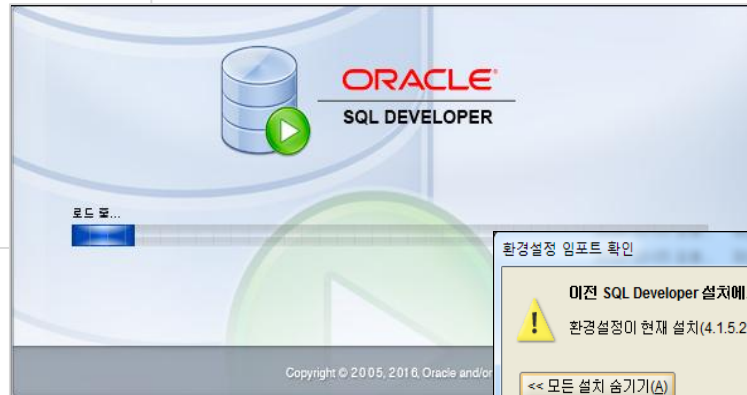 ORACLE
SQL DEVELOPER
로드 중...
Copyright © 2005, 2016, Oracle and/or
환경설정 임포트 확인
이전 SQL Developer 설치에
환경설정이 현재 설치(4.1.5.2
<< 모든 설치 숨기기(A)